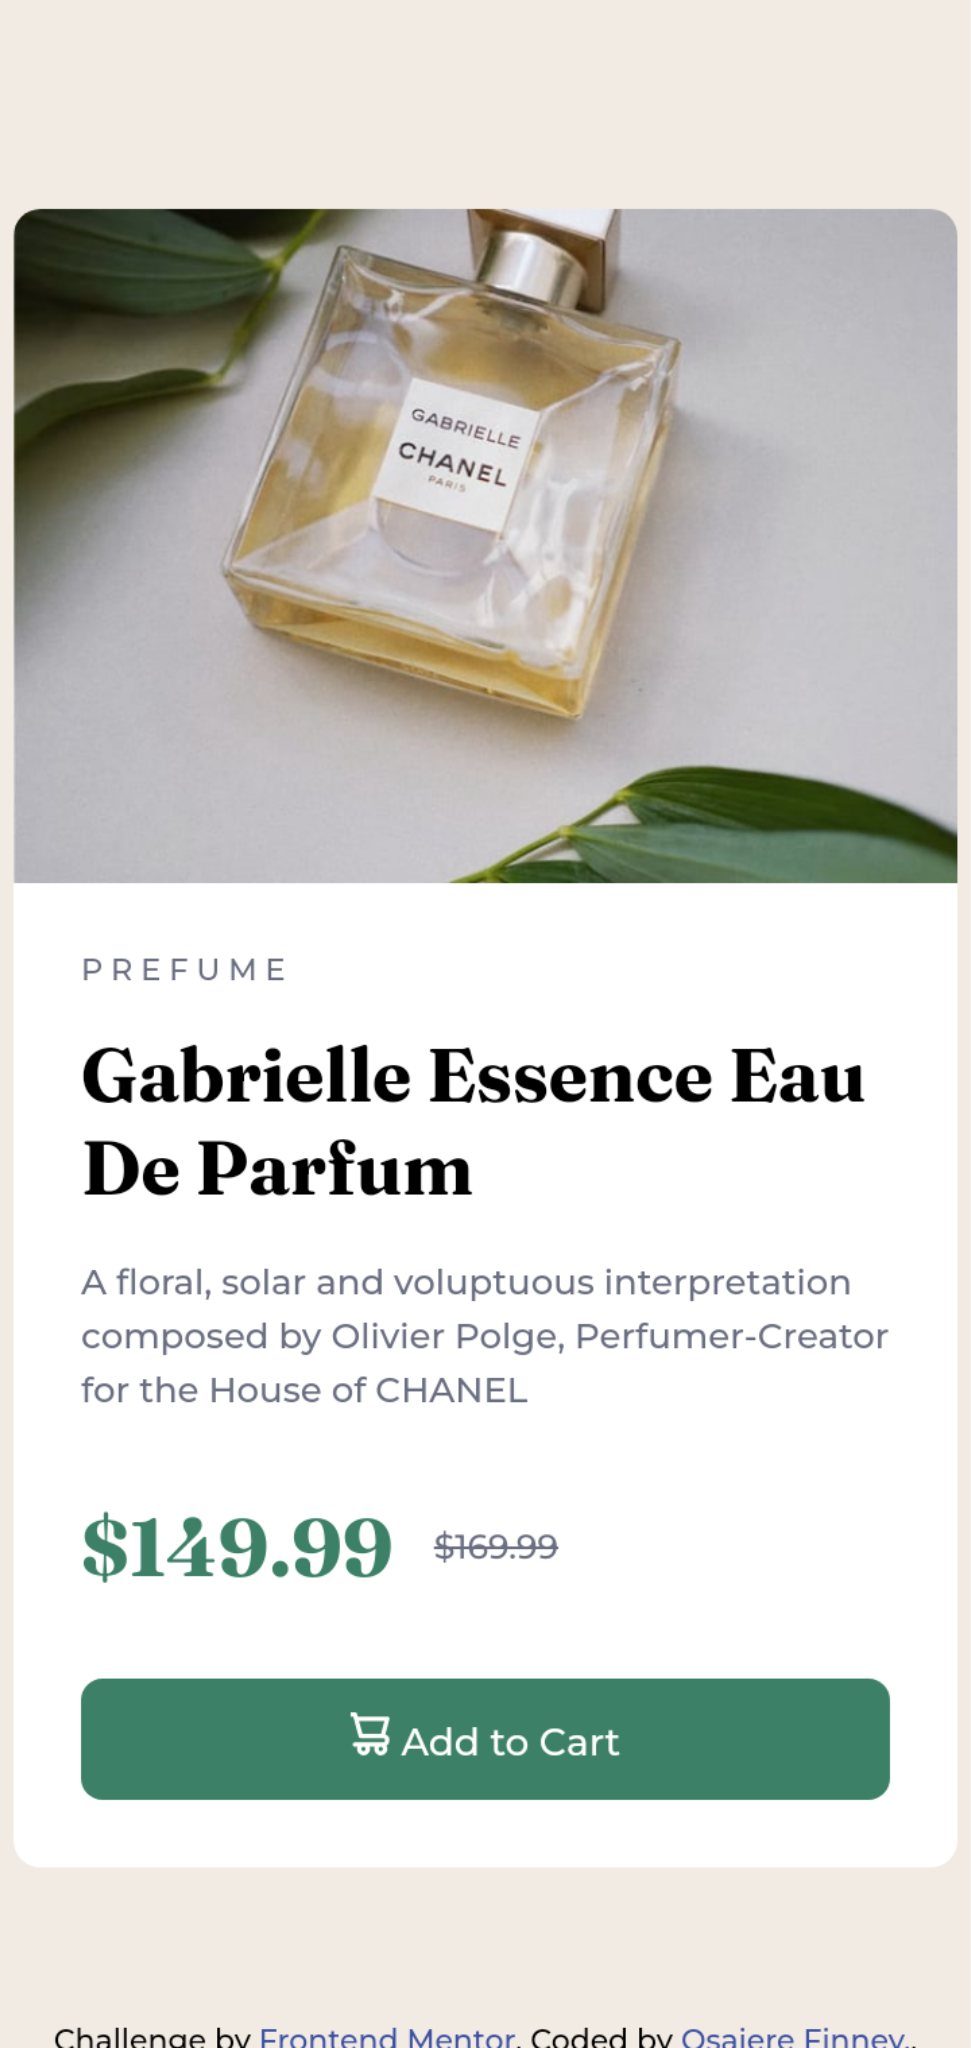 GABRIELLE
CHANEL
PARIS
PREFUME
Gabrielle Essence Eau
De Parfum
A floral, solar and voluptuous interpretation
composed by Olivier Polge, Perfumer-Creator
for the House of CHANEL
$149.99 $169.99
Add to Cart
Challenge by Frontend Mentor. Coded by Osajere Finney..